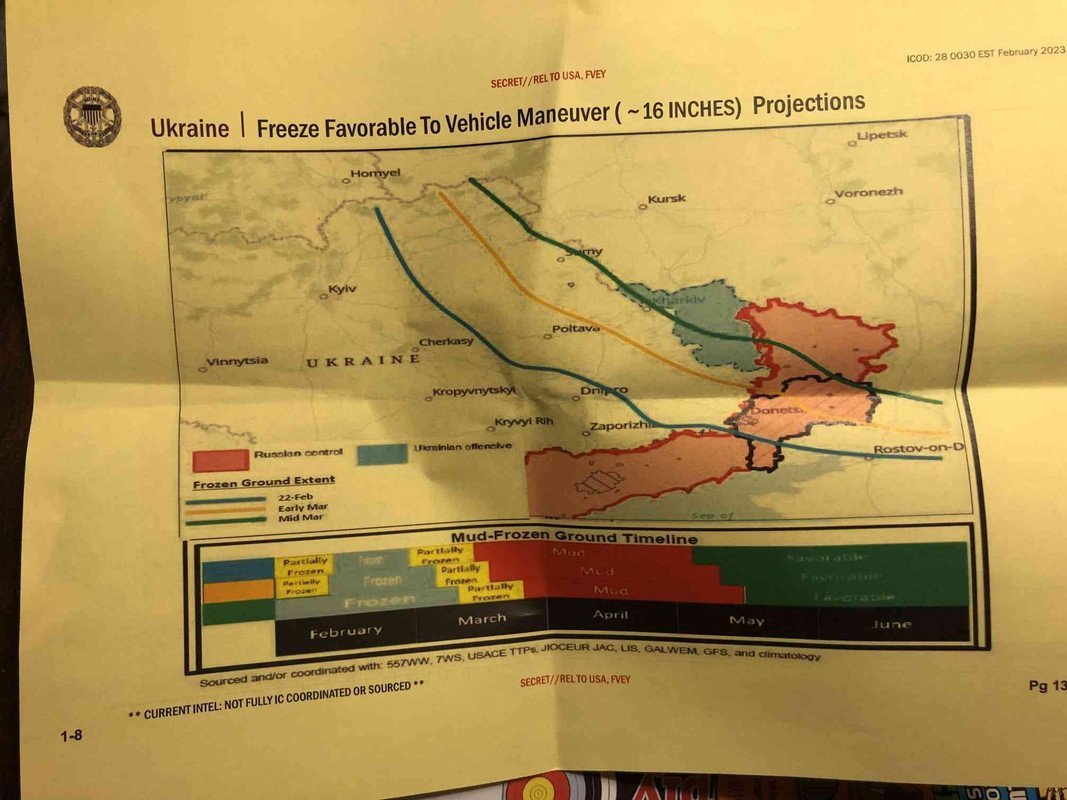 ICOD: 28 0030 EST February 2023
SECRET//REL TO USA, FVEY
Ukraine | Freeze Favorable To Vehicle Maneuver ( ~16 INCHES) Projections
Lipetsk
Homyel
Voronezh
Kursk
Sumy
Kyiv
Kharkiv
Poltava
Cherkasy
Vinnytsia
UKRAINE
Kropyvnytskyi
Dnipro
Donets
Kryvyi Rih
Zaporizhi
Rostov-on-D
Russian control
Ukrainian offensive
Frozen Ground Extent
22-Feb
Early Mar
Mid Mar
Sea of
Mud-Frozen Ground Timeline
Partially Frozen
Frozen
Partially Frozen
Mud
Favorable
Partially Frozen
Frozen
Partially Frozen
Mud
Favorable
Frozen
Partially Frozen
Mud
Favorable
February
March
April
May
June
Sourced and/or coordinated with: 557WW, 7WS, USACE TTPs, JIOCEUR JAC, LIS, GALWEM, GFS, and climatology
SECRET//REL TO USA, FVEY
** CURRENT INTEL: NOT FULLY IC COORDINATED OR SOURCED **
Pg 13
1-8